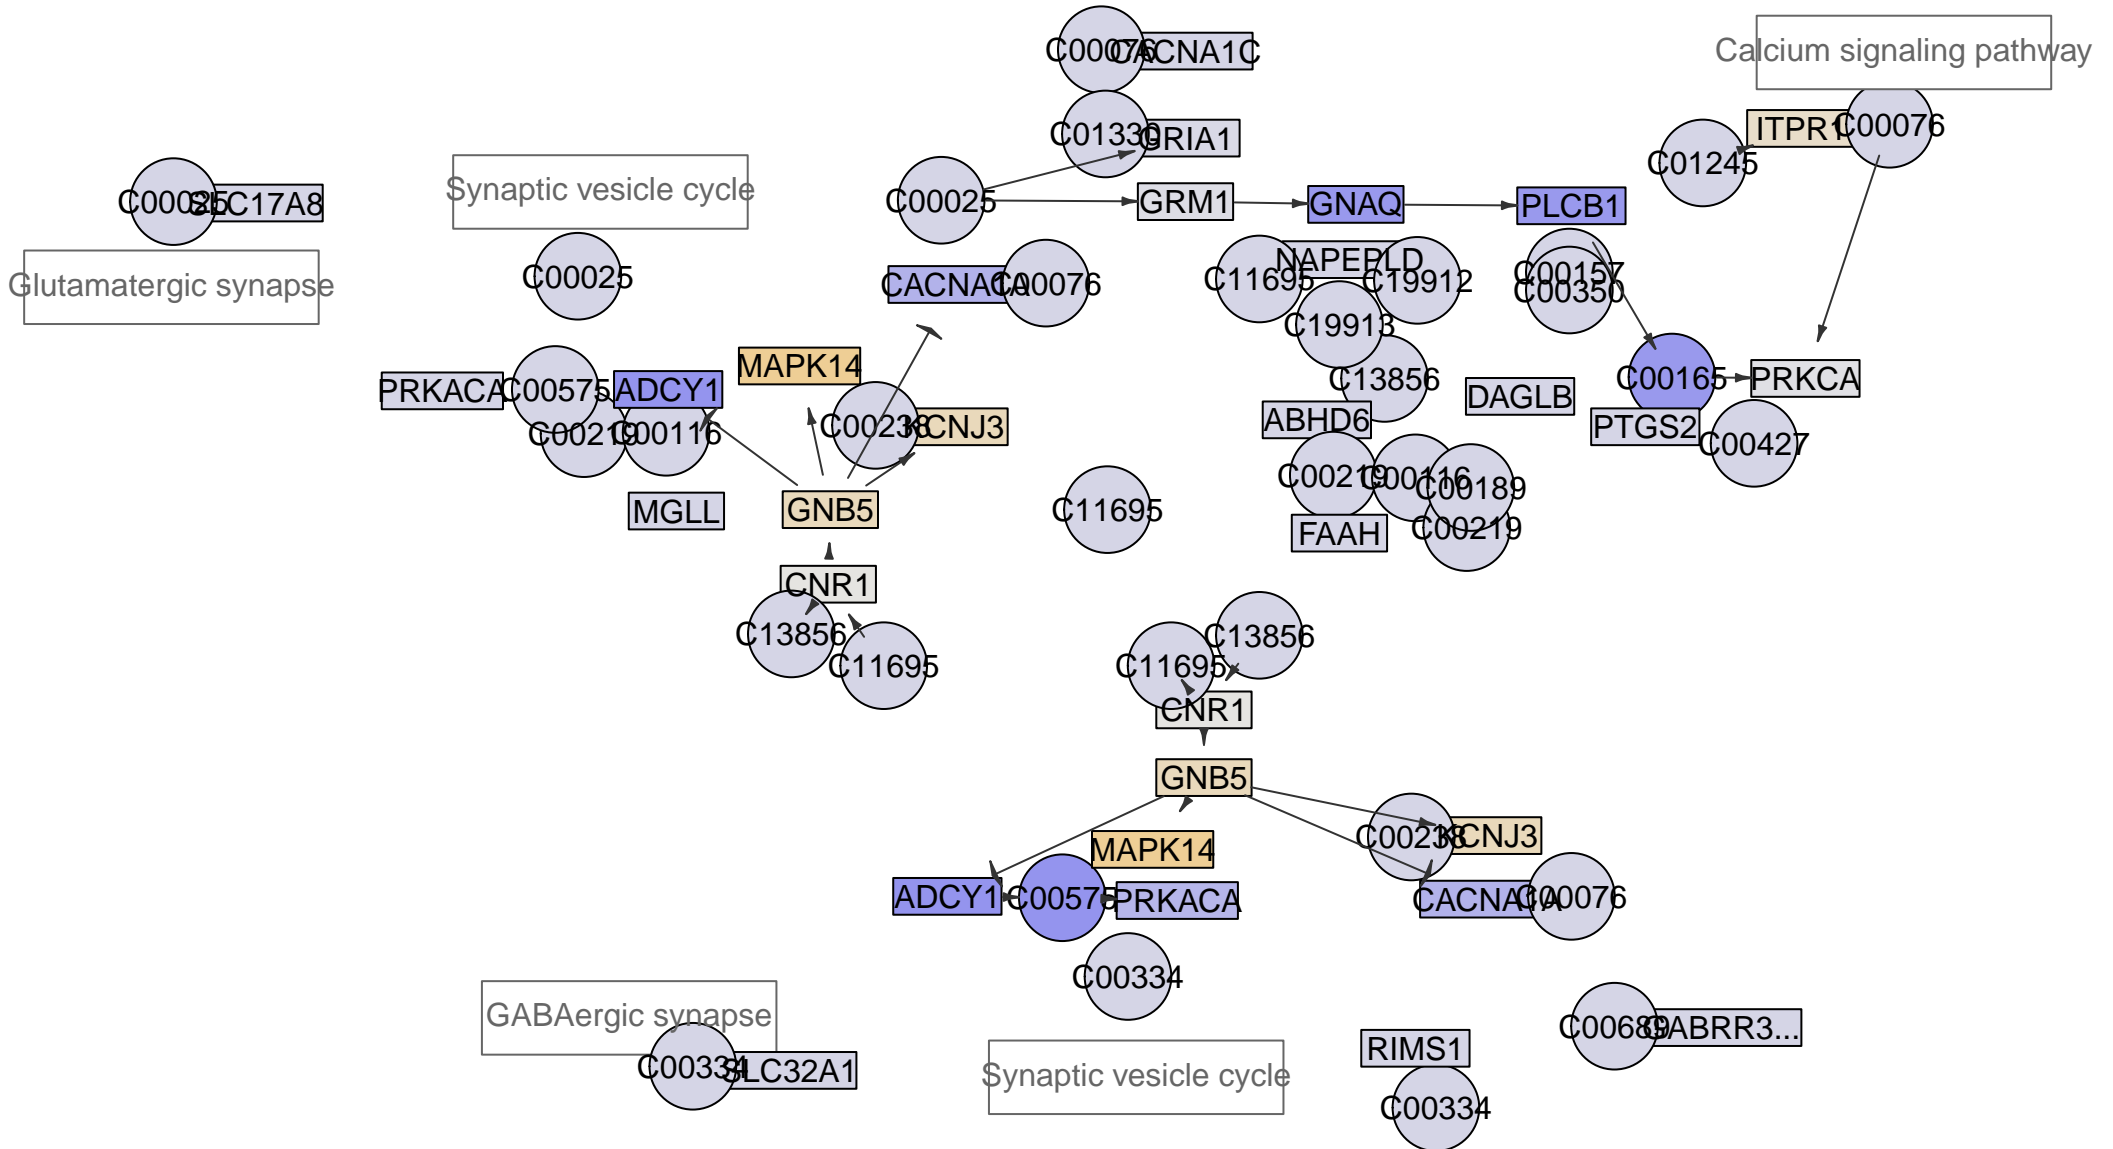 C00076
CACNA1C
Calcium signaling pathway
C01330
GRIA1
ITPR1
C00076
C01245
C00025
SLC17A8
Synaptic vesicle cycle
C00025
GRM1
GNAQ
PLCB1
Glutamatergic synapse
C00025
CACNA1A
C00076
C11695
NAPEPLD
C19912
C00157
C00350
C19913
MAPK14
PRKACA
C00575
ADCY1
C13856
DAGLB
C00165
PRKCA
C00219
C00116
C00238
KCNJ3
ABHD6
PTGS2
C00427
MGLL
GNB5
C11695
C00219
C00116
C00189
FAAH
C00219
CNR1
C13856
C11695
C11695
C13856
CNR1
GNB5
MAPK14
C00238
KCNJ3
ADCY1
C00575
PRKACA
CACNA1A
C00076
C00334
GABAergic synapse
C00334
SLC32A1
Synaptic vesicle cycle
RIMS1
C00334
C00689
GABRR3...